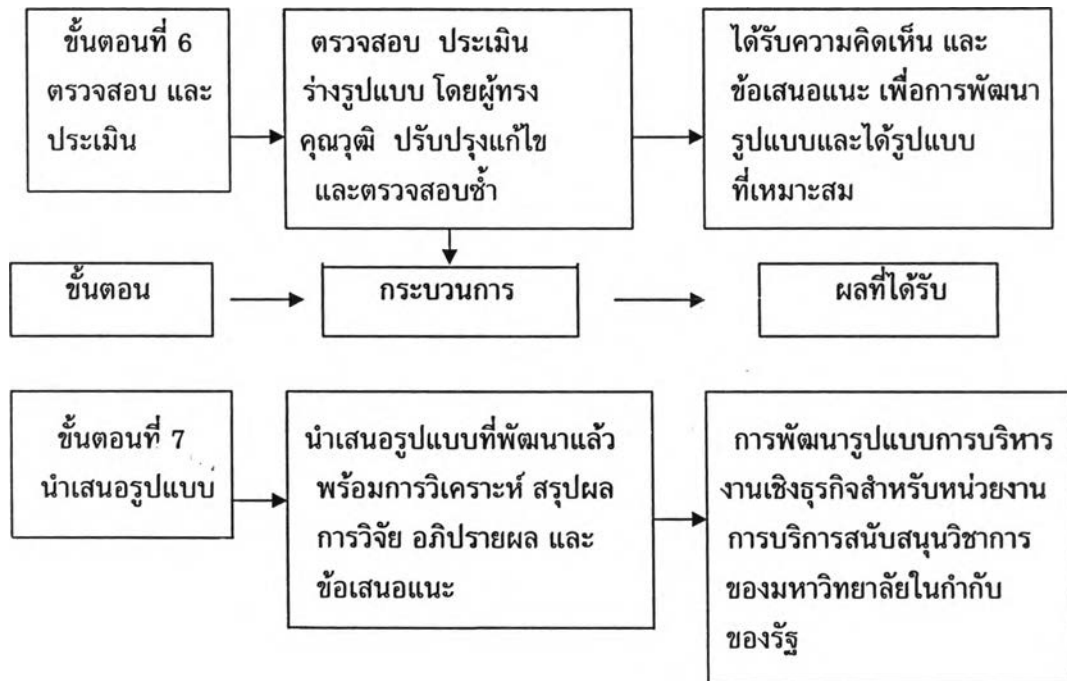 ขั้นตอนที่ 6
ตรวจสอบ และ
ประเมิน
ตรวจสอบ ประเมิน
ร่างรูปแบบ โดยผู้ทรง
คุณวุฒิ ปรับปรุงแก้ไข
และตรวจสอบซ้ำ
ได้รับความคิดเห็น และ
ข้อเสนอแนะ เพื่อการพัฒนา
รูปแบบและได้รูปแบบ
ที่เหมาะสม
ขั้นตอน
กระบวนการ
ผลที่ได้รับ
ขั้นตอนที่ 7
นำเสนอรูปแบบ
นำเสนอรูปแบบที่พัฒนาแล้ว
พร้อมการวิเคราะห์ สรุปผล
การวิจัย อภิปรายผล และ
ข้อเสนอแนะ
การพัฒนารูปแบบการบริหาร
งานเชิงธุรกิจสำหรับหน่วยงาน
การบริการสนับสนุนวิชาการ
ของมหาวิทยาลัยในกำกับ
ของรัฐ